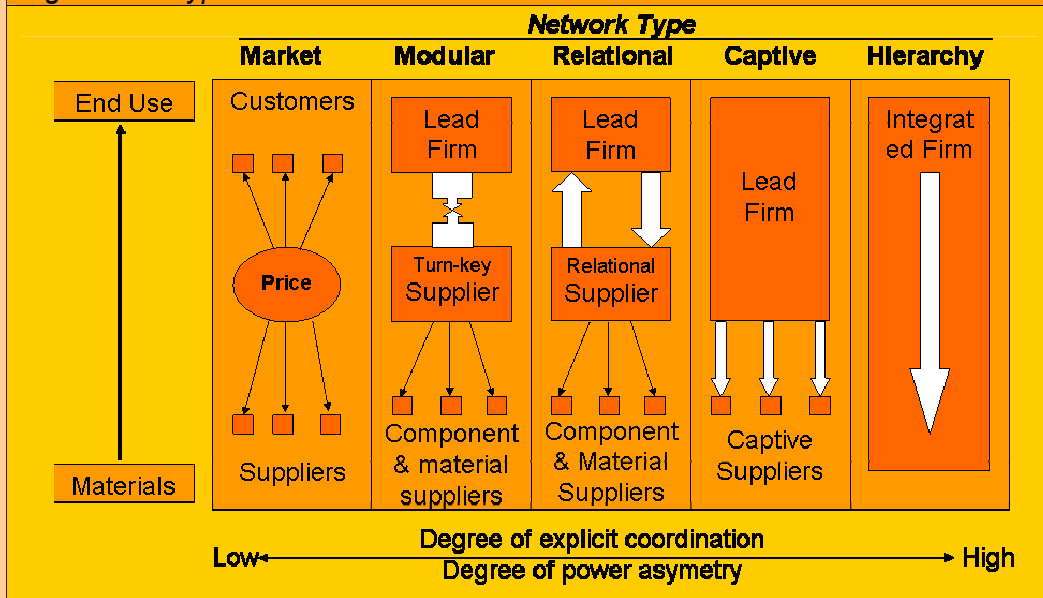 Network Type
Market Modular Relational Captive Hierarchy
End Use
Materials
Customers
Price
Suppliers
Lead
Firm
Turn-key
Supplier
Component
& material
suppliers
Lead
Firm
Relational
Supplier
Component
& Material
Suppliers
Lead
Firm
Captive
Suppliers
Integrat
ed Firm
Degree of explicit coordination
Low High
Degree of power asymetry